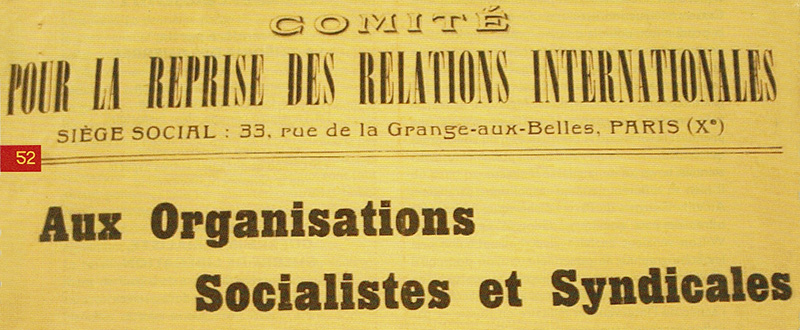 COMITÉ
POUR LA REPRISE DES RELATIONS INTERNATIONALES
SIÈGE SOCIAL : 33, rue de la Grange-aux-Belles, PARIS (Xe)
52
Aux Organisations
Socialistes et Syndicales